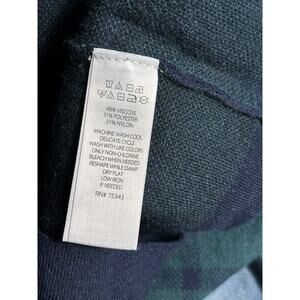 48% VISCOSE
31% POLYESTER
21% NYLON
MACHINE WASH COOL
DELICATE CYCLE
WASH WITH LIKE COLORS
ONLY NON-CHLORINE
BLEACH WHEN NEEDED
RESHAPE WHILE DAMP
DRY FLAT
LOW IRON
IF NEEDED
RN# 75343